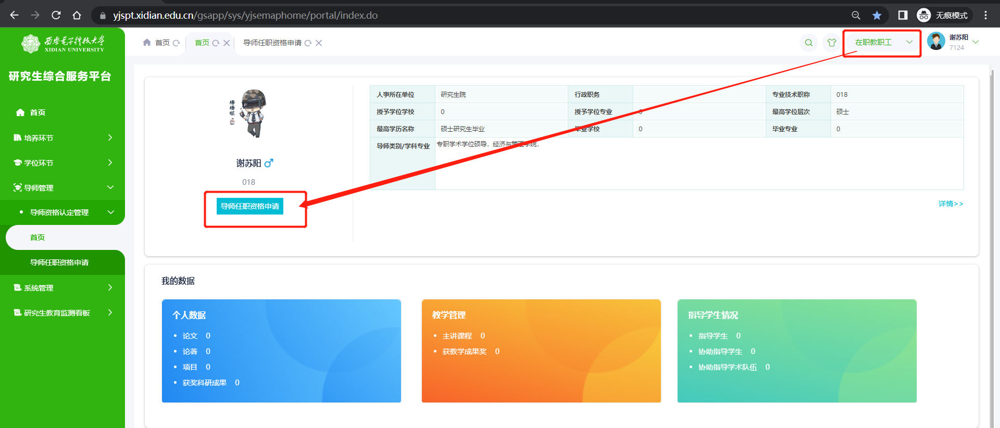 yjspt.xidian.edu.cn/gsapp/sys/yjsemaphome/portal/index.do
无痕模式
西安电子科技大学
XIDIAN UNIVERSITY
研究生综合服务平台
首页
培养环节
学位环节
导师管理
导师资格认定管理
首页
导师任职资格申请
系统管理
研究生教育监测看板
首页
首页
导师任职资格申请
在职教职工
谢苏阳
7124
棒棒哒
谢苏阳
018
导师任职资格申请
人事所在单位 研究生院 行政职务 专业技术职称 018
授予学位学校 0 授予学位专业 0 最高学位层次 硕士
最高学历名称 硕士研究生毕业 毕业学校 0 毕业专业 0
导师类别/学科专业 专职学术学位硕导，经济与管理学院，
详情>>
我的数据
个人数据
论文 0
论著 0
项目 0
获奖科研成果 0
教学管理
主讲课程 0
获教学成果奖 0
指导学生情况
指导学生 0
协助指导学生 0
协助指导学术队伍 0